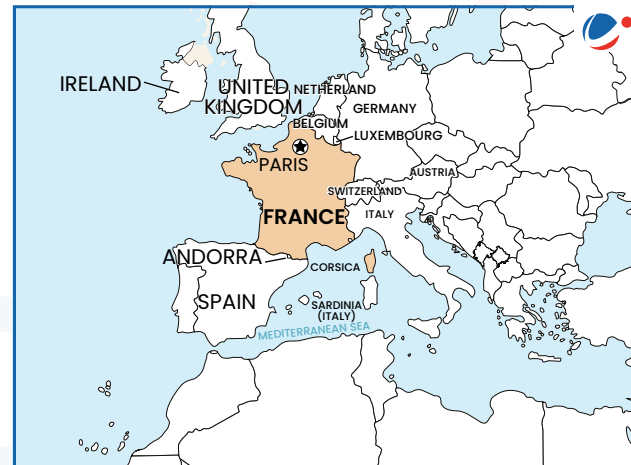 IRELAND
UNITED
KINGDOM
NETHERLAND
GERMANY
BELGIUM
LUXEMBOURG
PARIS
AUSTRIA
SWITZERLAND
FRANCE
ITALY
ANDORRA
CORSICA
SPAIN
SARDINIA
(ITALY)
MEDITERRANEAN SEA